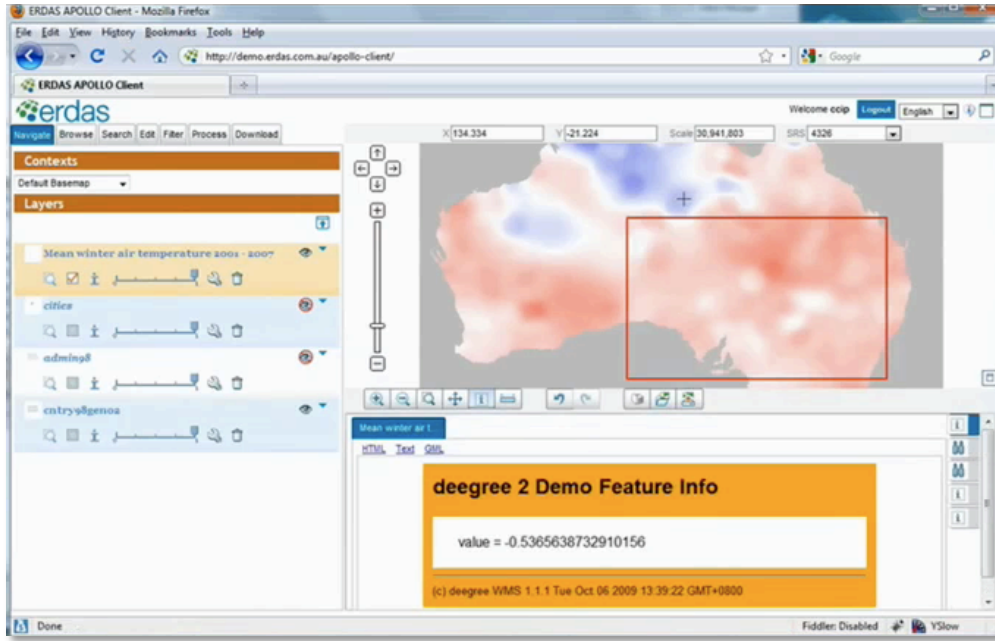 ERDAS APOLLO Client - Mozilla Firefox
File Edit View History Bookmarks Tools Help
http://demo.erdas.com.au/apollo-client/
Google
ERDAS APOLLO Client
erdas
Welcome ccip Logout English
Navigate Browse Search Edit Filter Process Download
X 134.334 Y -21.224 Scale 30,941,803 SRS 4326
Contexts
Default Basemap
Layers
Mean winter air temperature 2001 - 2007
cities
admin98
cntry98geno2
Mean winter air t...
HTML Text GML
deegree 2 Demo Feature Info
value = -0.5365638732910156
(c) deegree WMS 1.1.1 Tue Oct 06 2009 13:39:22 GMT+0800
Done
Fiddler: Disabled YSlow